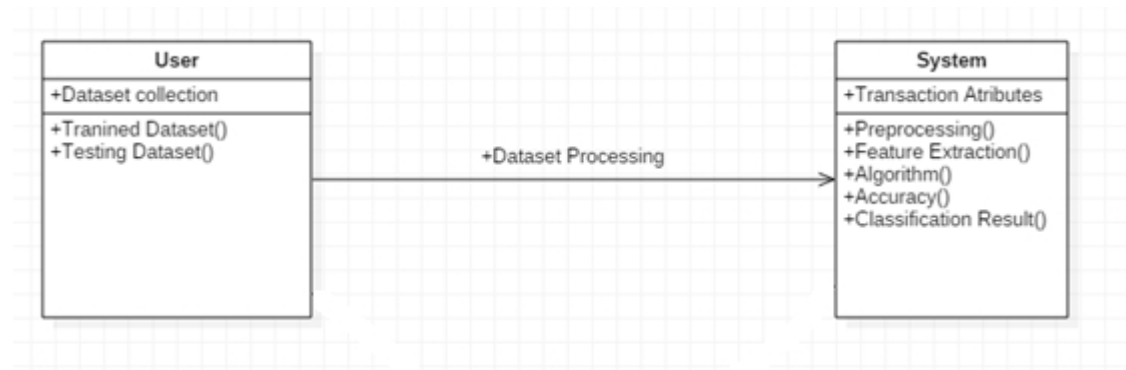 User
+Dataset collection
+Tranined Dataset()
+Testing Dataset()
+Dataset Processing
System
+Transaction Atributes
+Preprocessing()
+Feature Extraction()
+Algorithm()
+Accuracy()
+Classification Result()